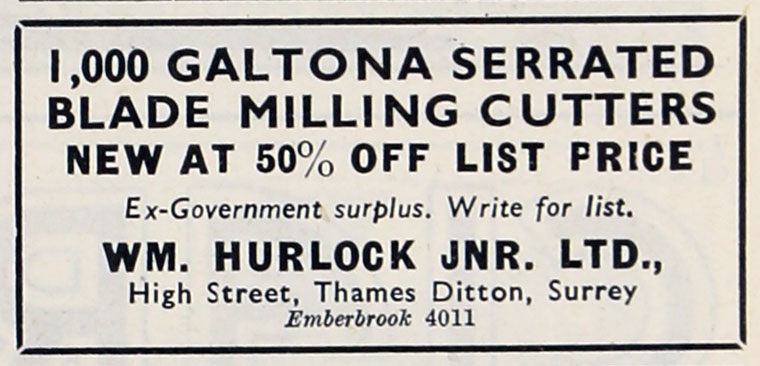 1,000 GALTONA SERRATED
BLADE MILLING CUTTERS
NEW AT 50% OFF LIST PRICE
Ex-Government surplus. Write for list.
WM. HURLOCK JNR. LTD.,
High Street, Thames Ditton, Surrey
Emberbrook 4011